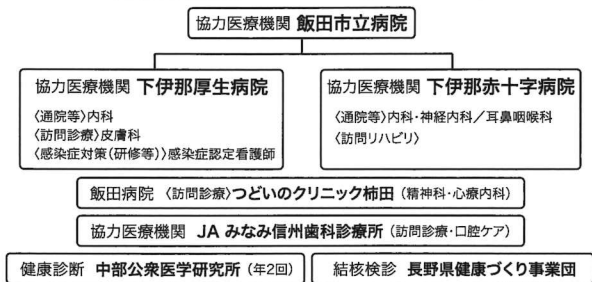 協力医療機関 飯田市立病院
協力医療機関 下伊那厚生病院
〈通院等〉内科
〈訪問診療〉皮膚科
〈感染症対策(研修等)〉感染症認定看護師
協力医療機関 下伊那赤十字病院
〈通院等〉内科・神経内科/耳鼻咽喉科
〈訪問リハビリ〉
飯田病院 〈訪問診療〉つどいのクリニック柿田(精神科・心療内科)
協力医療機関 JA みなみ信州歯科診療所(訪問診療・口腔ケア)
健康診断 中部公衆医学研究所(年2回)
結核検診 長野県健康づくり事業団